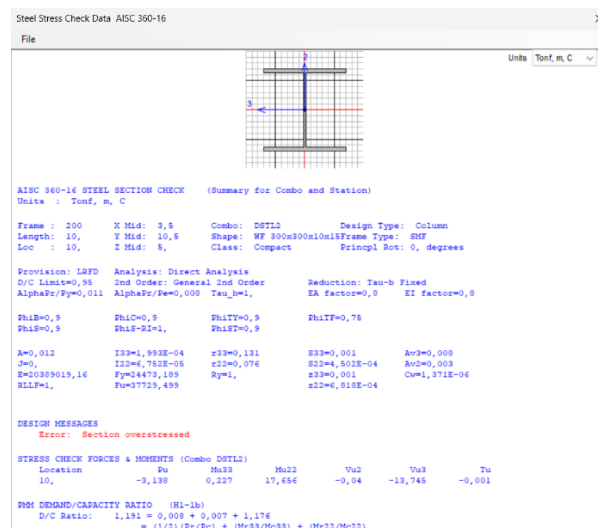 Steel Stress Check Data AISC 360-16
File
Units Tonf, m, C
2
3
AISC 360-16 STEEL SECTION CHECK (Summary for Combo and Station)
Units : Tonf, m, C
Frame : 200 X Mid: 3,5 Combo: DSTL2 Design Type: Column
Length: 10, Y Mid: 10,5 Shape: WF 300x300x10x15Frame Type: SMF
Loc : 10, Z Mid: 5, Class: Compact Princpl Rot: 0, degrees
Provision: LRFD Analysis: Direct Analysis
D/C Limit=0,95 2nd Order: General 2nd Order Reduction: Tau-b Fixed
AlphaPr/Py=0,011 AlphaPr/Pe=0,008 Tau_b=1, EA factor=0,8 EI factor=0,8
PhiB=0,9 PhiC=0,9 PhiTY=0,9 PhiTF=0,75
PhiS=0,9 PhiS-RI=1, PhiST=0,9
A=0,012 I33=1,993E-04 r33=0,131 S33=0,001 Av3=0,008
J=0, I22=6,752E-05 r22=0,076 S22=4,502E-04 Av2=0,003
E=20389019,16 Fy=24473,189 Ry=1, z33=0,001 Cw=1,371E-06
RLLF=1, Fu=37729,499 z22=6,818E-04
DESIGN MESSAGES
Error: Section overstressed
STRESS CHECK FORCES & MOMENTS (Combo DSTL2)
Location Pu Mu33 Mu22 Vu2 Vu3 Tu
10, -3,138 0,227 17,656 -0,04 -13,745 -0,001
PMM DEMAND/CAPACITY RATIO (H1-1b)
D/C Ratio: 1,191 = 0,008 + 0,007 + 1,176
= (1/2)(Pr/Pc) + (Mr33/Mc33) + (Mr22/Mc22)